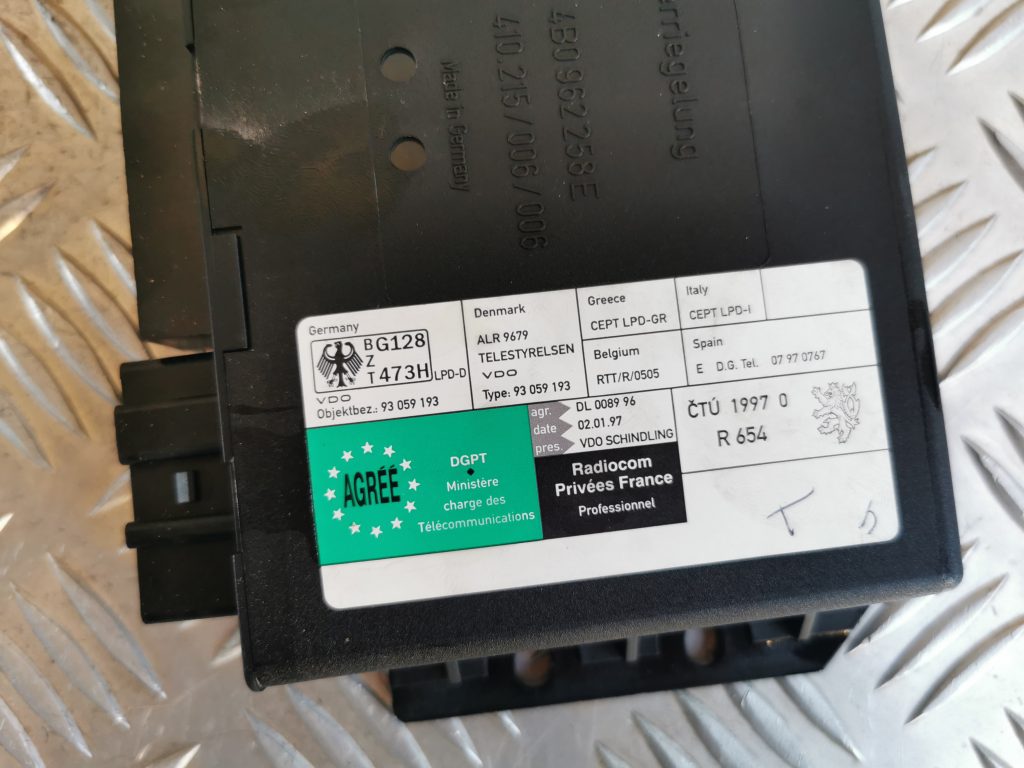 erriegelung
4B0 962 258 E
410.215/006/006
Made in Germany
Germany
BZT
G128
473H
LPD-D
VDO
Objektbez.: 93 059 193
Denmark
ALR 9679
TELESTYRELSEN
VDO
Type: 93 059 193
Greece
CEPT LPD-GR
Belgium
RTT/R/0505
Italy
CEPT LPD-I
Spain
E D.G. Tel. 07 97 0767
AGRÉÉ
DGPT
Ministère
charge des
Télécommunications
agr. DL 0089 96
date 02.01.97
pres. VDO SCHINDLING
Radiocom
Privées France
Professionnel
ČTÚ 1997 0
R 654